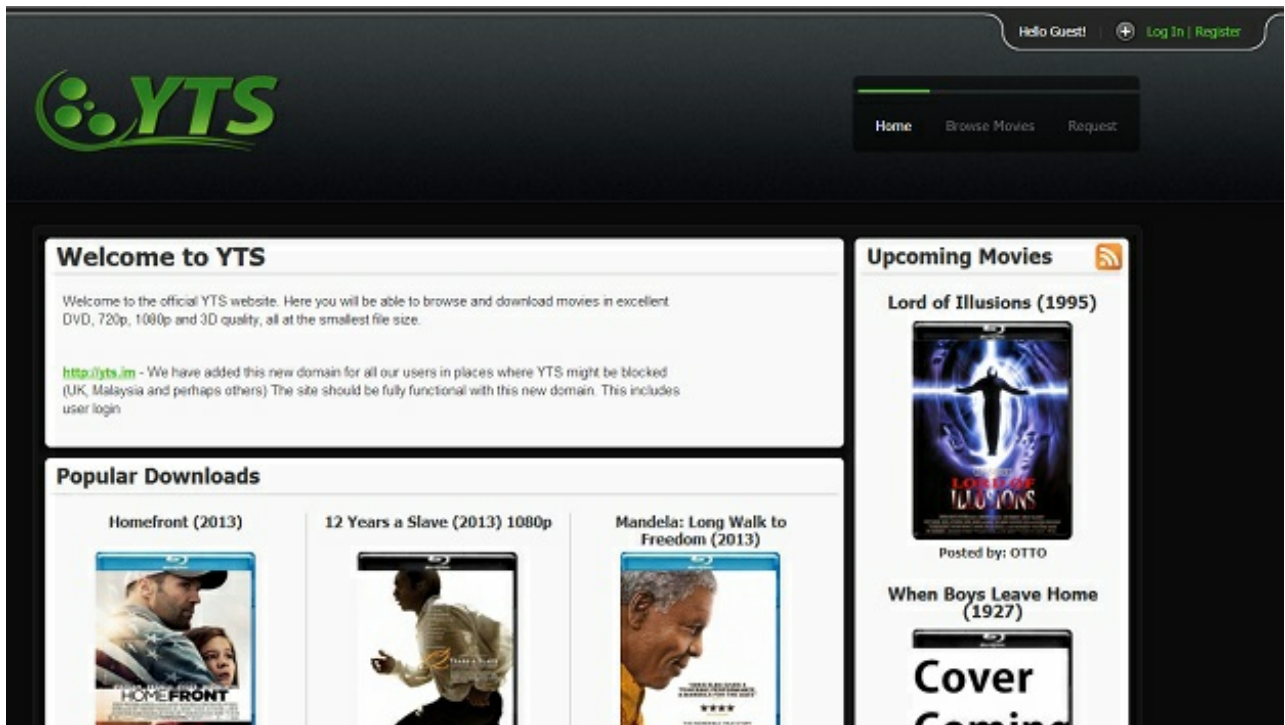 Hello Guest! | Log In | Register
YTS
Home Browse Movies Request
Welcome to YTS
Welcome to the official YTS website. Here you will be able to browse and download movies in excellent
DVD, 720p, 1080p and 3D quality, all at the smallest file size.
http://yts.im - We have added this new domain for all our users in places where YTS might be blocked
(UK, Malaysia and perhaps others) The site should be fully functional with this new domain. This includes
user login
Popular Downloads
Homefront (2013)
HOMEFRONT
12 Years a Slave (2013) 1080p
Mandela: Long Walk to
Freedom (2013)
Upcoming Movies
Lord of Illusions (1995)
LORD OF
ILLUSIONS
Posted by: OTTO
When Boys Leave Home
(1927)
Cover
Coming